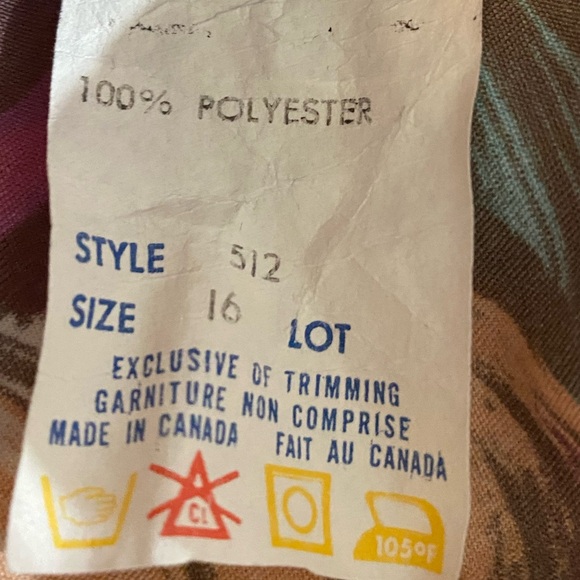 100% POLYESTER
STYLE 512
SIZE 16 LOT
EXCLUSIVE OF TRIMMING
GARNITURE NON COMPRISE
MADE IN CANADA FAIT AU CANADA
CL
105°F